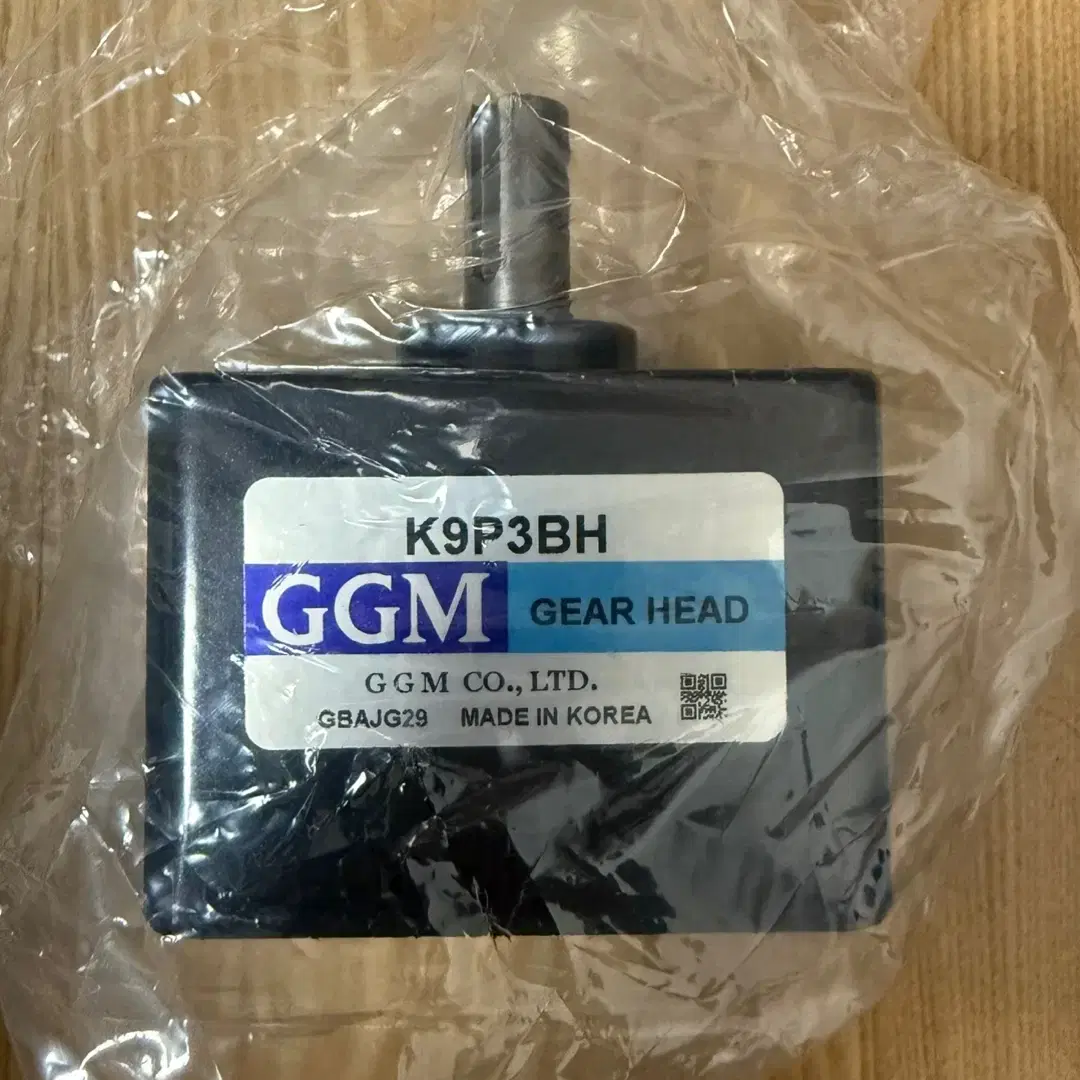 K9P3BH
GGM GEAR HEAD
GGM CO., LTD.
GBAJG29 MADE IN KOREA